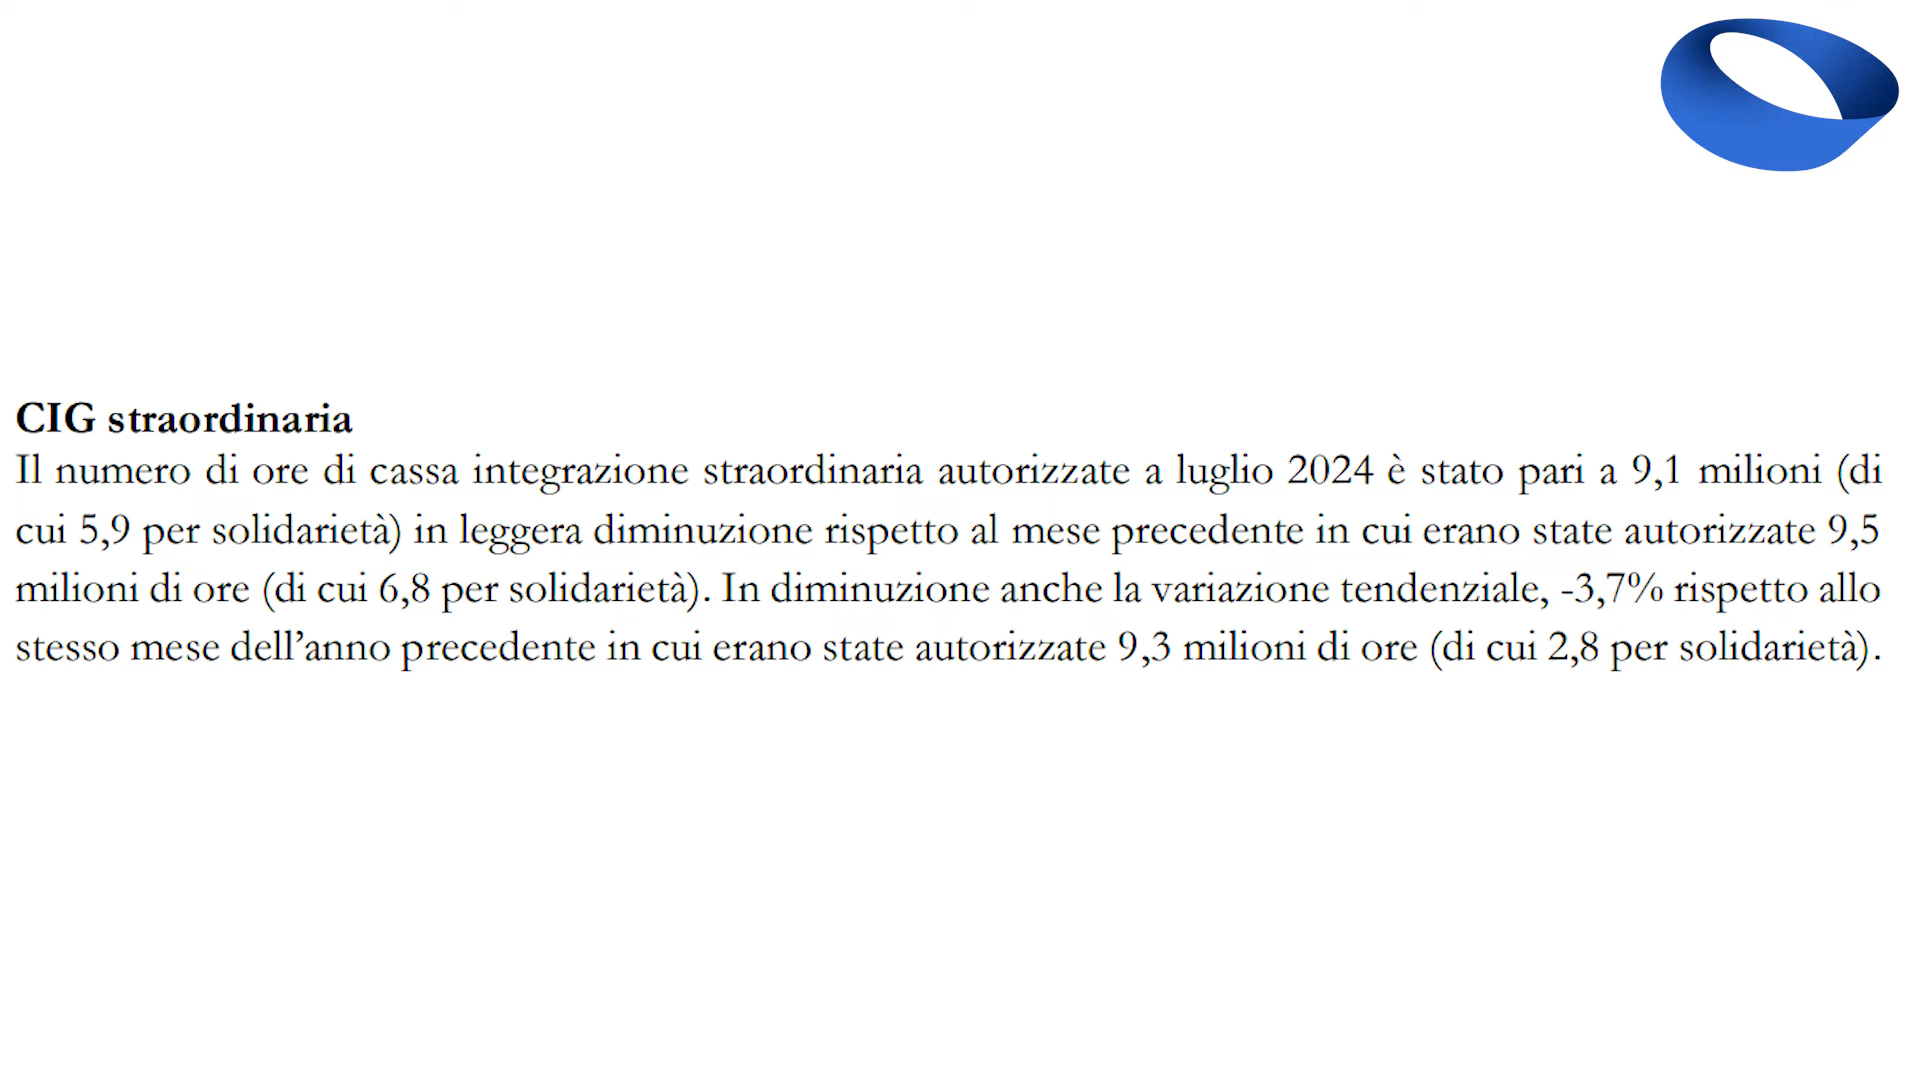 CIG straordinaria
Il numero di ore di cassa integrazione straordinaria autorizzate a luglio 2024 è stato pari a 9,1 milioni (di
cui 5,9 per solidarietà) in leggera diminuzione rispetto al mese precedente in cui erano state autorizzate 9,5
milioni di ore (di cui 6,8 per solidarietà). In diminuzione anche la variazione tendenziale, -3,7% rispetto allo
stesso mese dell’anno precedente in cui erano state autorizzate 9,3 milioni di ore (di cui 2,8 per solidarietà).